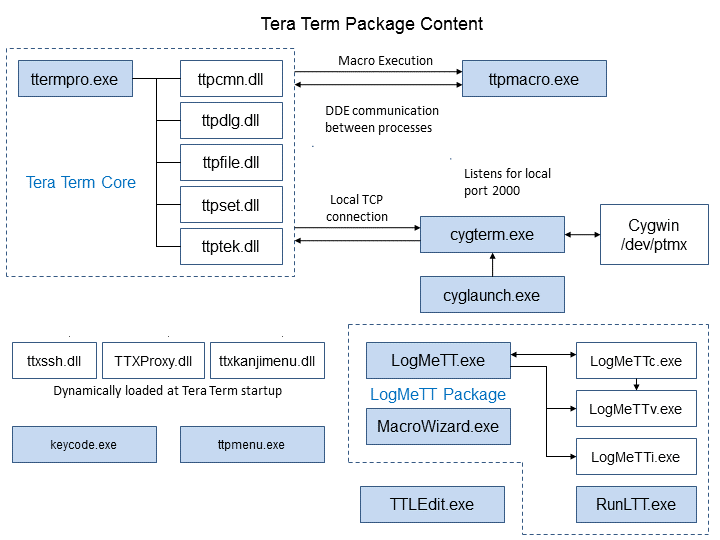 Tera Term Package Content
ttermpro.exe
ttpcmn.dll
Macro Execution
ttpmacro.exe
ttpdlg.dll
DDE communication
between processes
ttpfile.dll
Tera Term Core
Listens for local
port 2000
ttpset.dll
Local TCP
connection
ttptek.dll
cygterm.exe
Cygwin
/dev/ptmx
cyglaunch.exe
ttxssh.dll
TTXProxy.dll
ttxkanjimenu.dll
Dynamically loaded at Tera Term startup
LogMeTT.exe
LogMeTTc.exe
LogMeTT Package
LogMeTTv.exe
MacroWizard.exe
keycode.exe
ttpmenu.exe
LogMeTTi.exe
TTLEdit.exe
RunLTT.exe